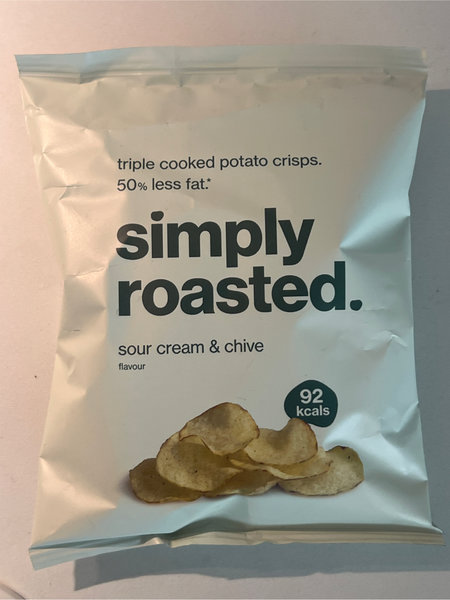 triple cooked potato crisps.
50% less fat.*
simply
roasted.
sour cream & chive
flavour
92
kcals